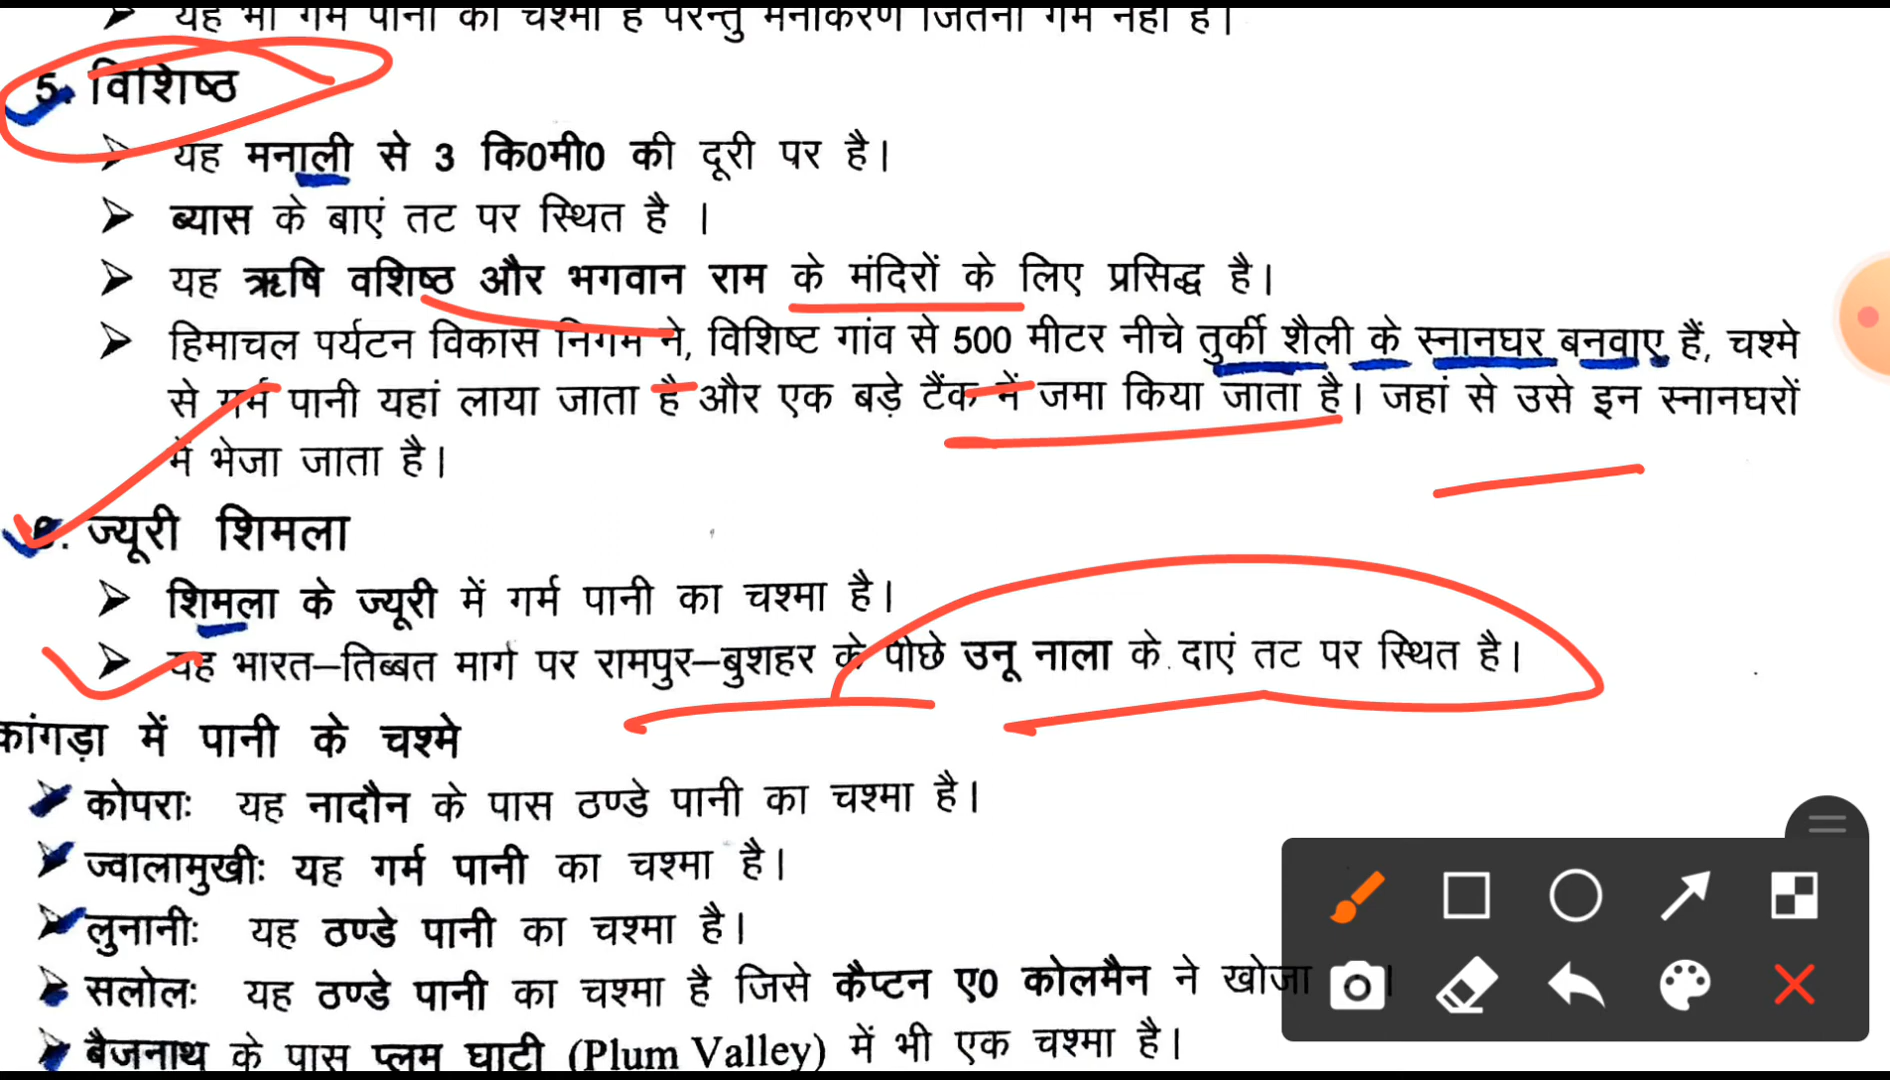 यह भी गर्म पानी का चश्मा है परन्तु मनीकरण जितना गर्म नहीं है।
5. विशिष्ठ
यह मनाली से 3 कि0मी0 की दूरी पर है।
ब्यास के बाएं तट पर स्थित है ।
यह ऋषि वशिष्ठ और भगवान राम के मंदिरों के लिए प्रसिद्ध है।
हिमाचल पर्यटन विकास निगम ने, विशिष्ट गांव से 500 मीटर नीचे तुर्की शैली के स्नानघर बनवाए हैं, चश्मे
से गर्म पानी यहां लाया जाता है और एक बड़े टैंक में जमा किया जाता है। जहां से उसे इन स्नानघरों
में भेजा जाता है।
ज्यूरी शिमला
शिमला के ज्यूरी में गर्म पानी का चश्मा है।
यह भारत–तिब्बत मार्ग पर रामपुर–बुशहर के पीछे उनू नाला के दाएं तट पर स्थित है।
कांगड़ा में पानी के चश्मे
कोपराः यह नादौन के पास ठण्डे पानी का चश्मा है।
ज्वालामुखीः यह गर्म पानी का चश्मा है।
लुनानीः यह ठण्डे पानी का चश्मा है।
सलोलः यह ठण्डे पानी का चश्मा है जिसे कैप्टन ए0 कोलमैन ने खोजा
बैजनाथ के पास प्लम घाटी (Plum Valley) में भी एक चश्मा है।